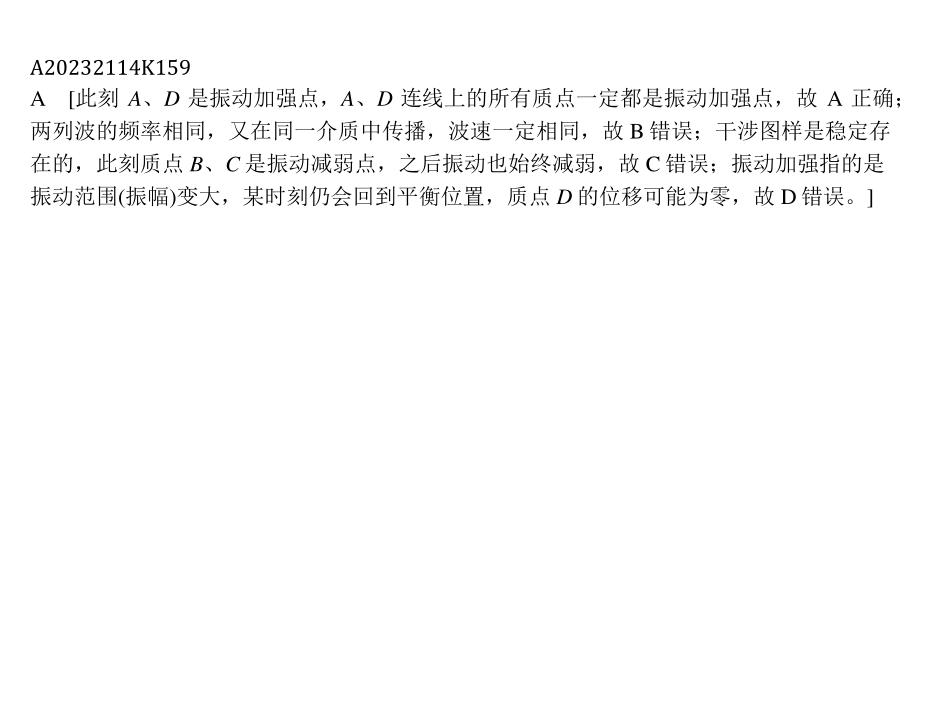 A20232114K159
A [此刻 A、D 是振动加强点，A、D 连线上的所有质点一定都是振动加强点，故 A 正确；
两列波的频率相同，又在同一介质中传播，波速一定相同，故 B 错误；干涉图样是稳定存
在的，此刻质点 B、C 是振动减弱点，之后振动也始终减弱，故 C 错误；振动加强指的是
振动范围(振幅)变大，某时刻仍会回到平衡位置，质点 D 的位移可能为零，故 D 错误。]